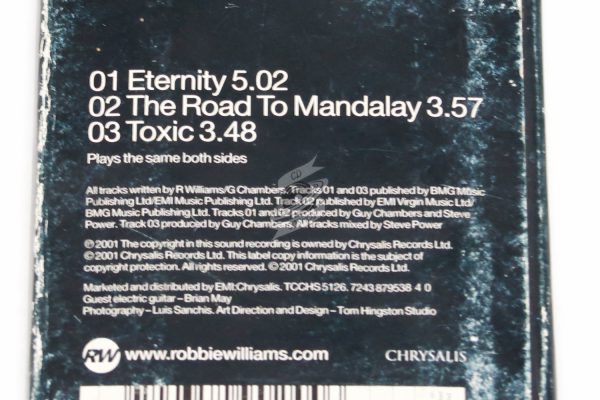 01 Eternity 5.02
02 The Road To Mandalay 3.57
03 Toxic 3.48
Plays the same both sides
All tracks written by R Williams/G Chambers. Tracks 01 and 03 published by BMG Music
Publishing Ltd/EMI Music Publishing Ltd. Track 02 published by EMI Virgin Music Ltd/
BMG Music Publishing Ltd. Tracks 01 and 02 produced by Guy Chambers and Steve
Power. Track 03 produced by Guy Chambers. All tracks mixed by Steve Power
℗ 2001 The copyright in this sound recording is owned by Chrysalis Records Ltd.
© 2001 Chrysalis Records Ltd. This label copy information is the subject of
copyright protection. All rights reserved. © 2001 Chrysalis Records Ltd.
Marketed and distributed by EMI:Chrysalis. TCCHS 5126. 7243 879538 4 0
Guest electric guitar – Brian May
Photography – Luis Sanchis. Art Direction and Design – Tom Hingston Studio
RW www.robbiewilliams.com CHRYSALIS